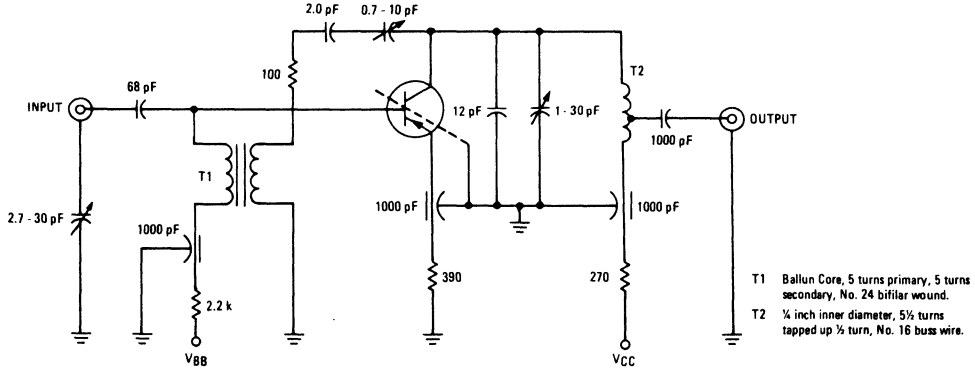 2.0 pF
0.7 - 10 pF
100
T2
68 pF
INPUT
12 pF
1 - 30 pF
OUTPUT
1000 pF
T1
2.7 - 30 pF
1000 pF
1000 pF
1000 pF
2.2 k
390
270
VBB
VCC
T1 Ballun Core, 5 turns primary, 5 turns
secondary, No. 24 bifilar wound.
T2 ¼ inch inner diameter, 5½ turns
tapped up ½ turn, No. 16 buss wire.